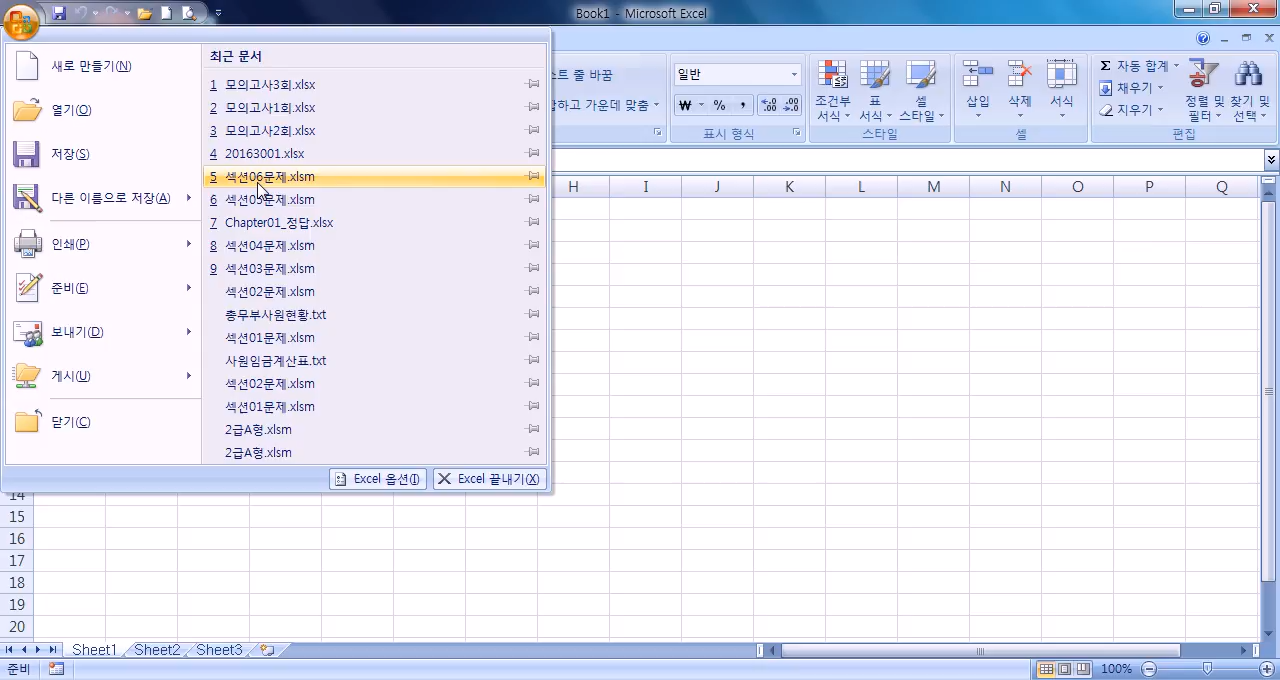 Book1 - Microsoft Excel
새로 만들기(N)
열기(O)
저장(S)
다른 이름으로 저장(A)
인쇄(P)
준비(E)
보내기(D)
게시(U)
닫기(C)
최근 문서
1 모의고사3회.xlsx
2 모의고사1회.xlsx
3 모의고사2회.xlsx
4 20163001.xlsx
5 섹션06문제.xlsm
6 섹션05문제.xlsm
7 Chapter01_정답.xlsx
8 섹션04문제.xlsm
9 섹션03문제.xlsm
섹션02문제.xlsm
총무부사원현황.txt
섹션01문제.xlsm
사원임금계산표.txt
섹션02문제.xlsm
섹션01문제.xlsm
2급A형.xlsm
2급A형.xlsm
Excel 옵션(I)
Excel 끝내기(X)
스트 줄 바꿈
합하고 가운데 맞춤
일반
₩ % , .00 .00
표시 형식
조건부 서식
표 서식
셀 스타일
스타일
삽입
삭제
서식
셀
Σ 자동 합계
채우기
지우기
정렬 및 필터
찾기 및 선택
편집
H I J K L M N O P Q
14
15
16
17
18
19
20
Sheet1 Sheet2 Sheet3
준비
100%